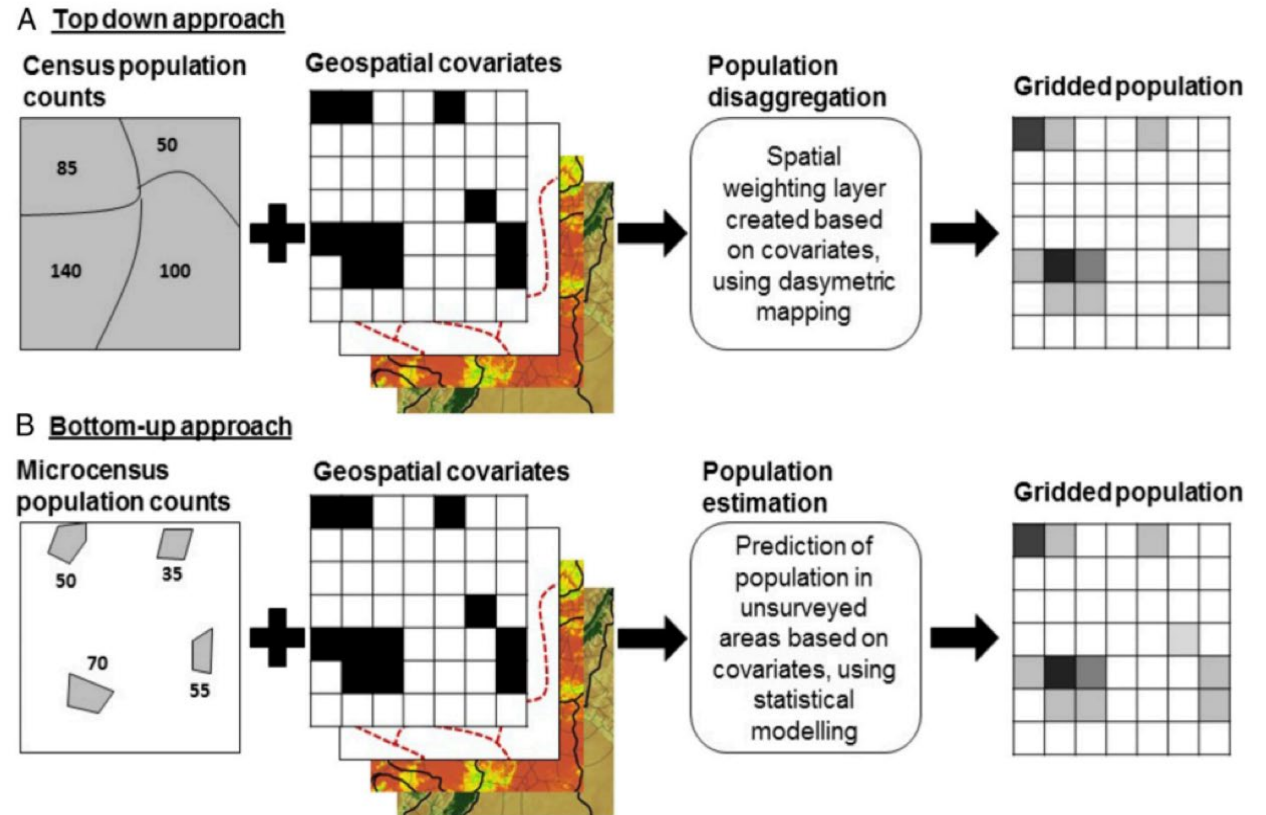 A Top down approach
Census population
counts
Geospatial covariates
Population
disaggregation
Gridded population
85
50
140
100
Spatial
weighting layer
created based
on covariates,
using dasymetric
mapping
B Bottom-up approach
Microcensus
population counts
Geospatial covariates
Population
estimation
Gridded population
50
35
70
55
Prediction of
population in
unsurveyed
areas based on
covariates, using
statistical
modelling